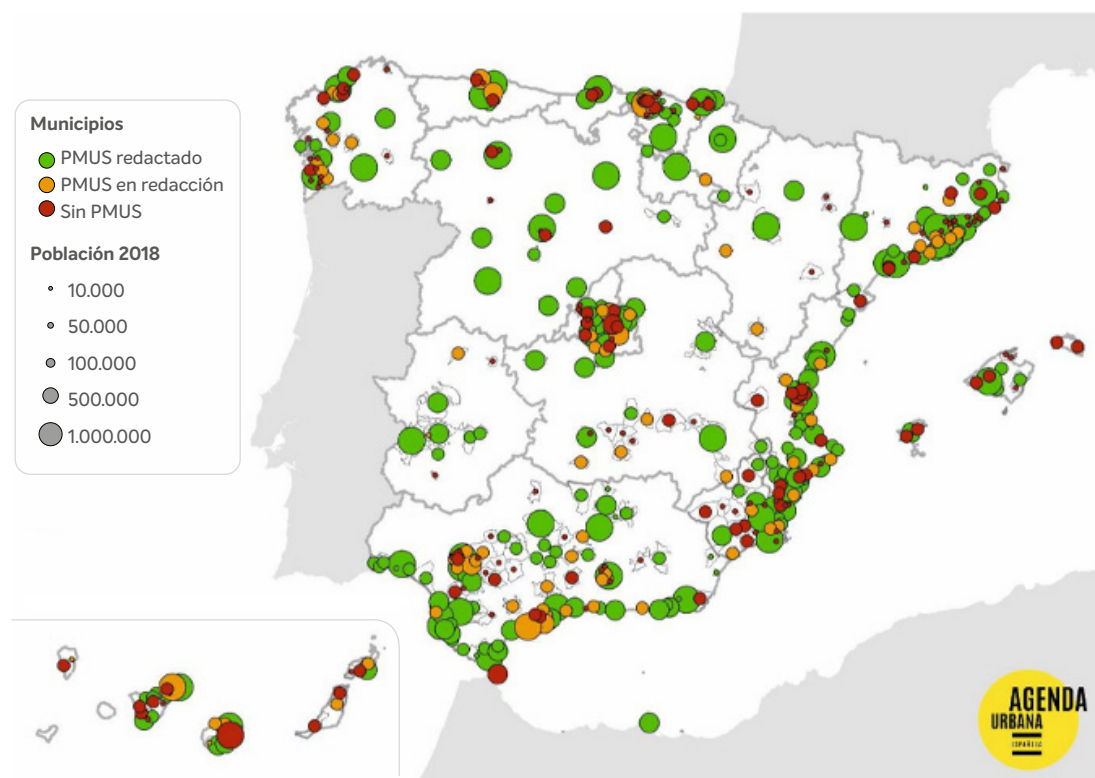 Municipios
PMUS redactado
PMUS en redacción
Sin PMUS
Población 2018
10.000
50.000
100.000
500.000
1.000.000
AGENDA
URBANA
ESPAÑOLA